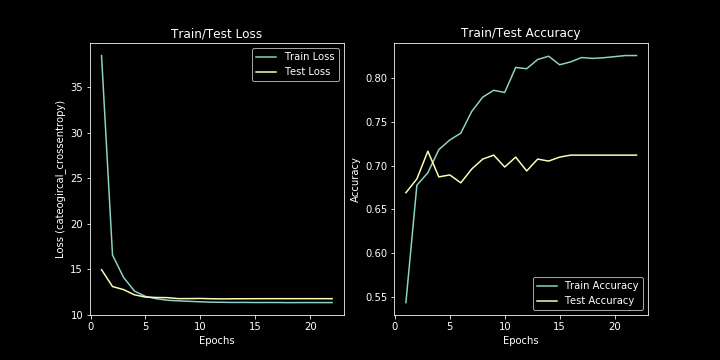 Train/Test Loss
Train Loss
Test Loss
35
30
25
20
15
10
0
5
10
15
20
Epochs
Loss (cateogircal_crossentropy)
Train/Test Accuracy
0.80
0.75
0.70
0.65
0.60
0.55
0
5
10
15
20
Epochs
Accuracy
Train Accuracy
Test Accuracy